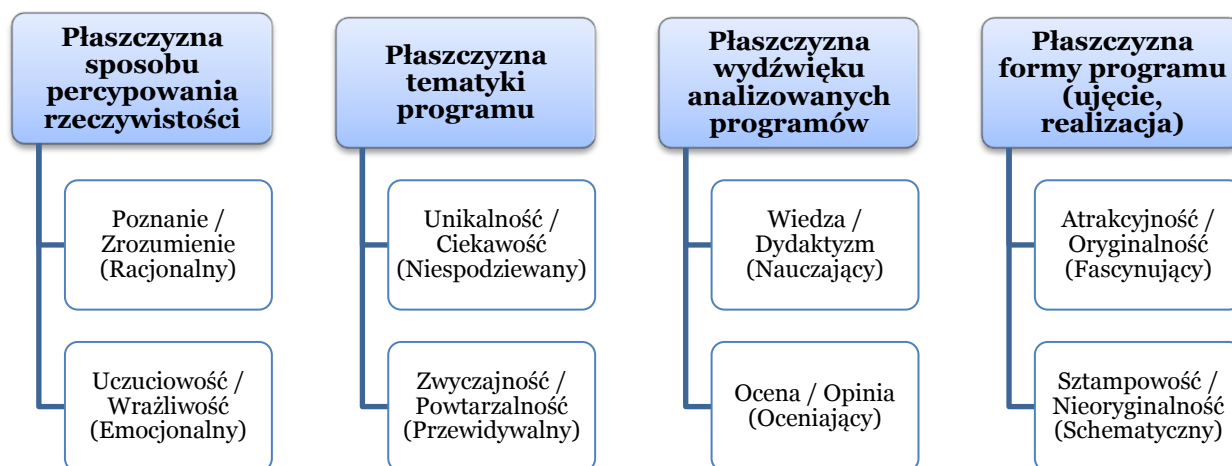 Płaszczyzna
sposobu
percypowania
rzeczywistości
Poznanie /
Zrozumienie
(Racjonalny)
Uczuciowość /
Wrażliwość
(Emocjonalny)
Płaszczyzna
tematyki
programu
Unikalność /
Ciekawość
(Niespodziewany)
Zwyczajność /
Powtarzalność
(Przewidywalny)
Płaszczyzna
wydźwięku
analizowanych
programów
Wiedza /
Dydaktyzm
(Nauczający)
Ocena / Opinia
(Oceniający)
Płaszczyzna
formy programu
(ujęcie,
realizacja)
Atrakcyjność /
Oryginalność
(Fascynujący)
Sztampowość /
Nieoryginalność
(Schematyczny)